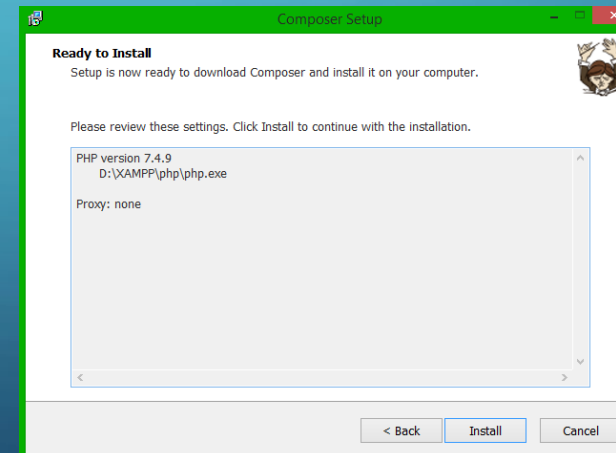 Composer Setup
Ready to Install
Setup is now ready to download Composer and install it on your computer.
Please review these settings. Click Install to continue with the installation.
PHP version 7.4.9
D:\XAMPP\php\php.exe
Proxy: none
< Back Install Cancel